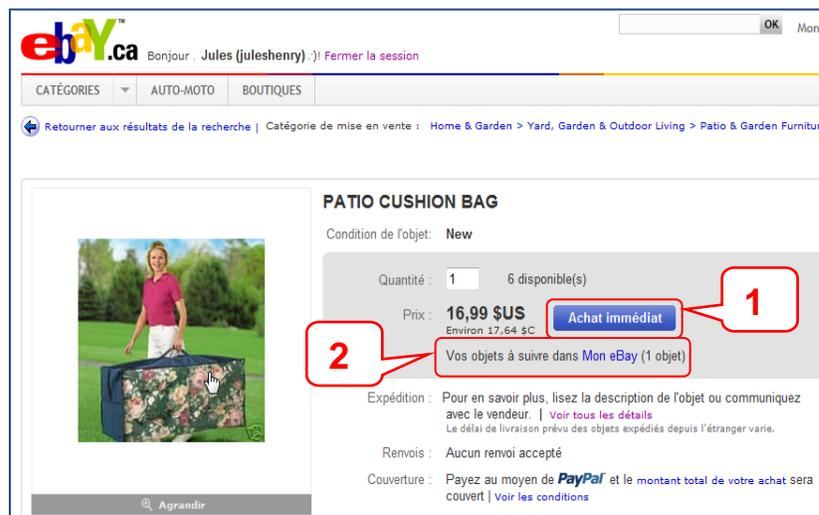 ebay.ca Bonjour . Jules (juleshenry) .)! Fermer la session
OK Mon
CATÉGORIES AUTO-MOTO BOUTIQUES
Retourner aux résultats de la recherche | Catégorie de mise en vente : Home & Garden > Yard, Garden & Outdoor Living > Patio & Garden Furnitu
PATIO CUSHION BAG
Condition de l'objet: New
Quantité : 1 6 disponible(s)
Prix : 16,99 $US Achat immédiat 1
Environ 17,64 $C
2 Vos objets à suivre dans Mon eBay (1 objet)
Expédition : Pour en savoir plus, lisez la description de l'objet ou communiquez
avec le vendeur. | Voir tous les détails
Le délai de livraison prévu des objets expédiés depuis l'étranger varie.
Renvois : Aucun renvoi accepté
Couverture : Payez au moyen de PayPal et le montant total de votre achat sera
couvert | Voir les conditions
Agrandir